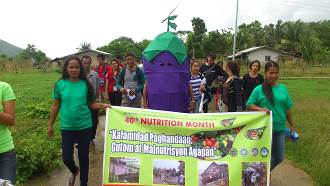 40th NUTRITION MONTH
"Kalamidad Paghandaan:
Gutom at Malnutrisyon Agapan"